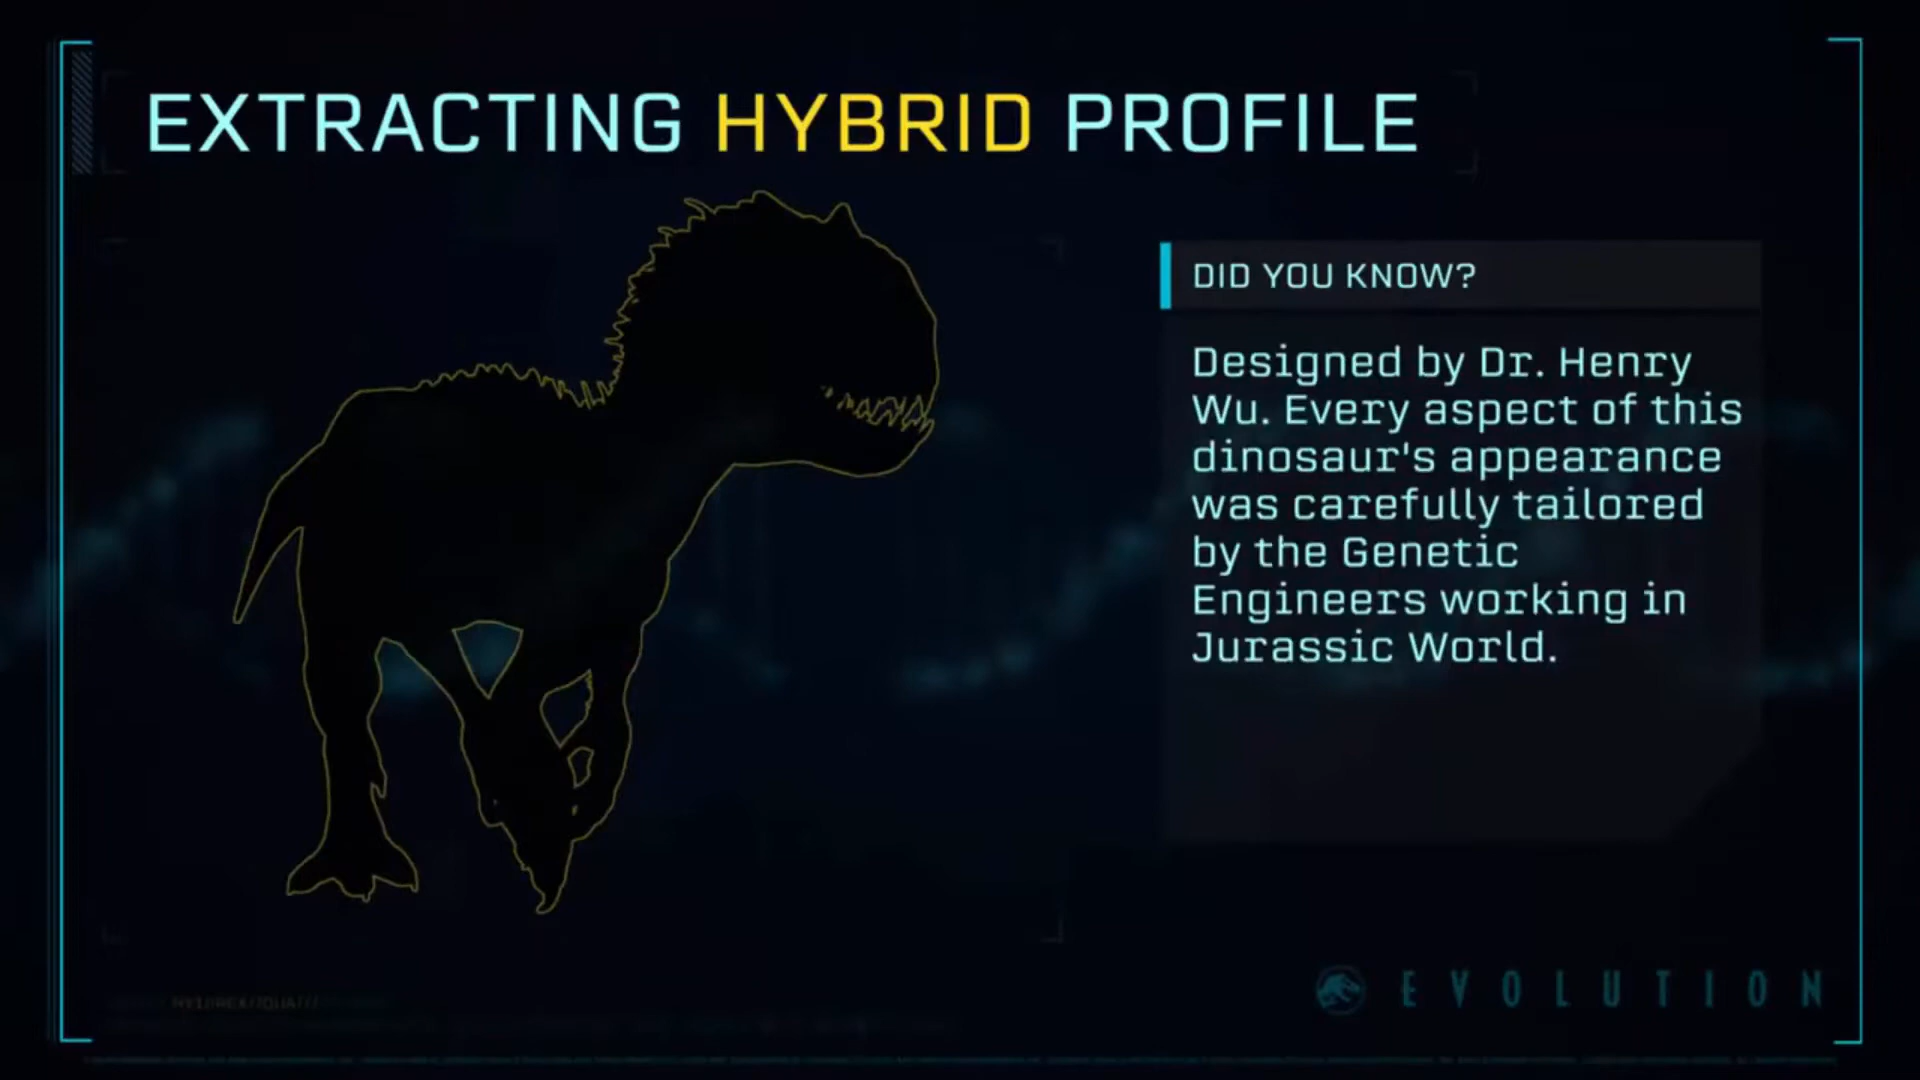 EXTRACTING HYBRID PROFILE
DID YOU KNOW?
Designed by Dr. Henry
Wu. Every aspect of this
dinosaur's appearance
was carefully tailored
by the Genetic
Engineers working in
Jurassic World.
EVOLUTION